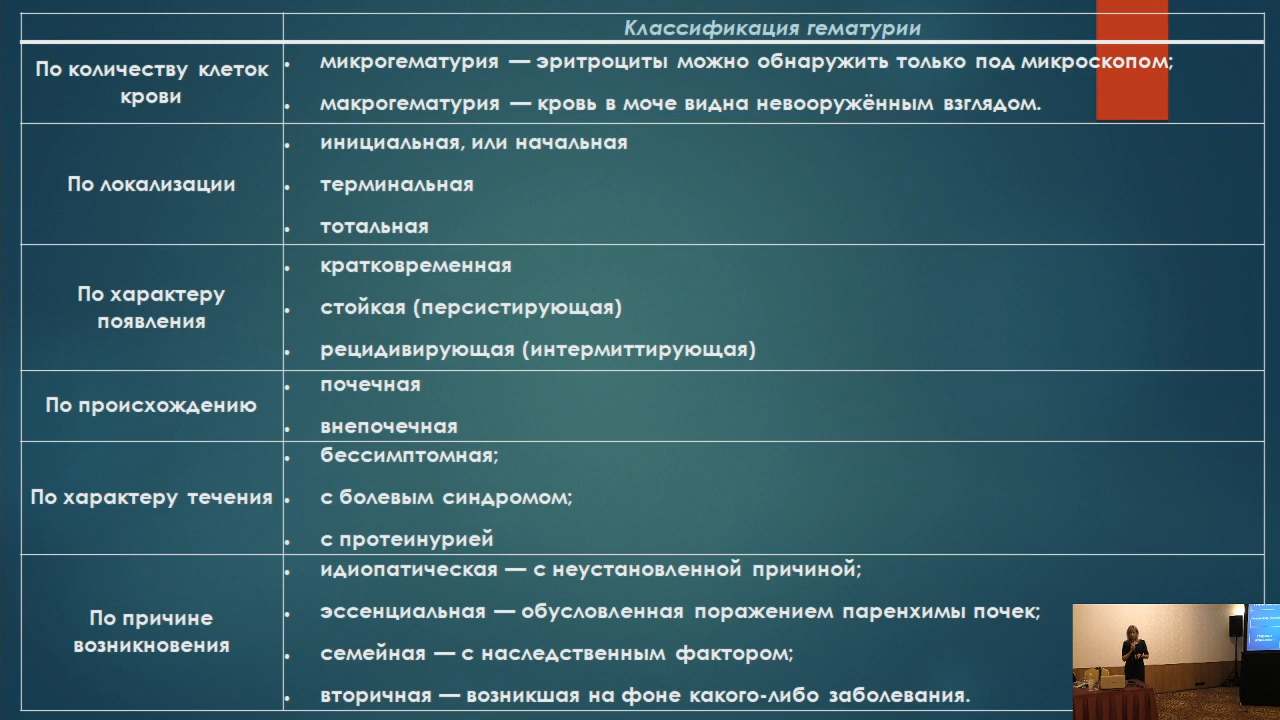 Классификация гематурии
По количеству клеток
крови
• микрогематурия — эритроциты можно обнаружить только под микроскопом;
• макрогематурия — кровь в моче видна невооружённым взглядом.
По локализации
• инициальная, или начальная
• терминальная
• тотальная
По характеру
появления
• кратковременная
• стойкая (персистирующая)
• рецидивирующая (интермиттирующая)
По происхождению
• почечная
• внепочечная
По характеру течения
• бессимптомная;
• с болевым синдромом;
• с протеинурией
По причине
возникновения
• идиопатическая — с неустановленной причиной;
• эссенциальная — обусловленная поражением паренхимы почек;
• семейная — с наследственным фактором;
• вторичная — возникшая на фоне какого-либо заболевания.